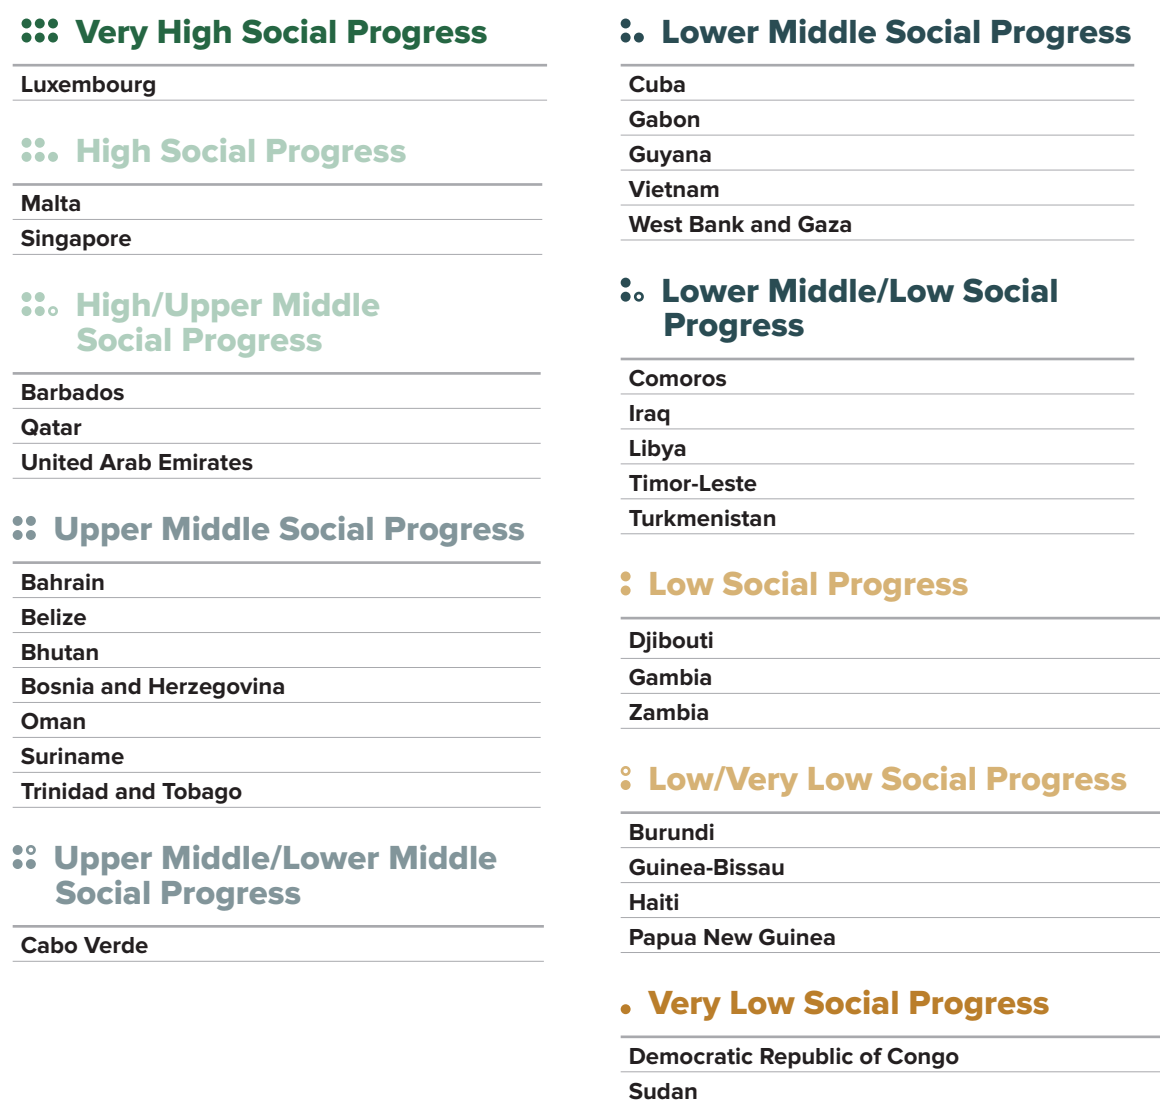 Very High Social Progress
Luxembourg
High Social Progress
Malta
Singapore
High/Upper Middle
Social Progress
Barbados
Qatar
United Arab Emirates
Upper Middle Social Progress
Bahrain
Belize
Bhutan
Bosnia and Herzegovina
Oman
Suriname
Trinidad and Tobago
Upper Middle/Lower Middle
Social Progress
Cabo Verde
Lower Middle Social Progress
Cuba
Gabon
Guyana
Vietnam
West Bank and Gaza
Lower Middle/Low Social
Progress
Comoros
Iraq
Libya
Timor-Leste
Turkmenistan
Low Social Progress
Djibouti
Gambia
Zambia
Low/Very Low Social Progress
Burundi
Guinea-Bissau
Haiti
Papua New Guinea
Very Low Social Progress
Democratic Republic of Congo
Sudan